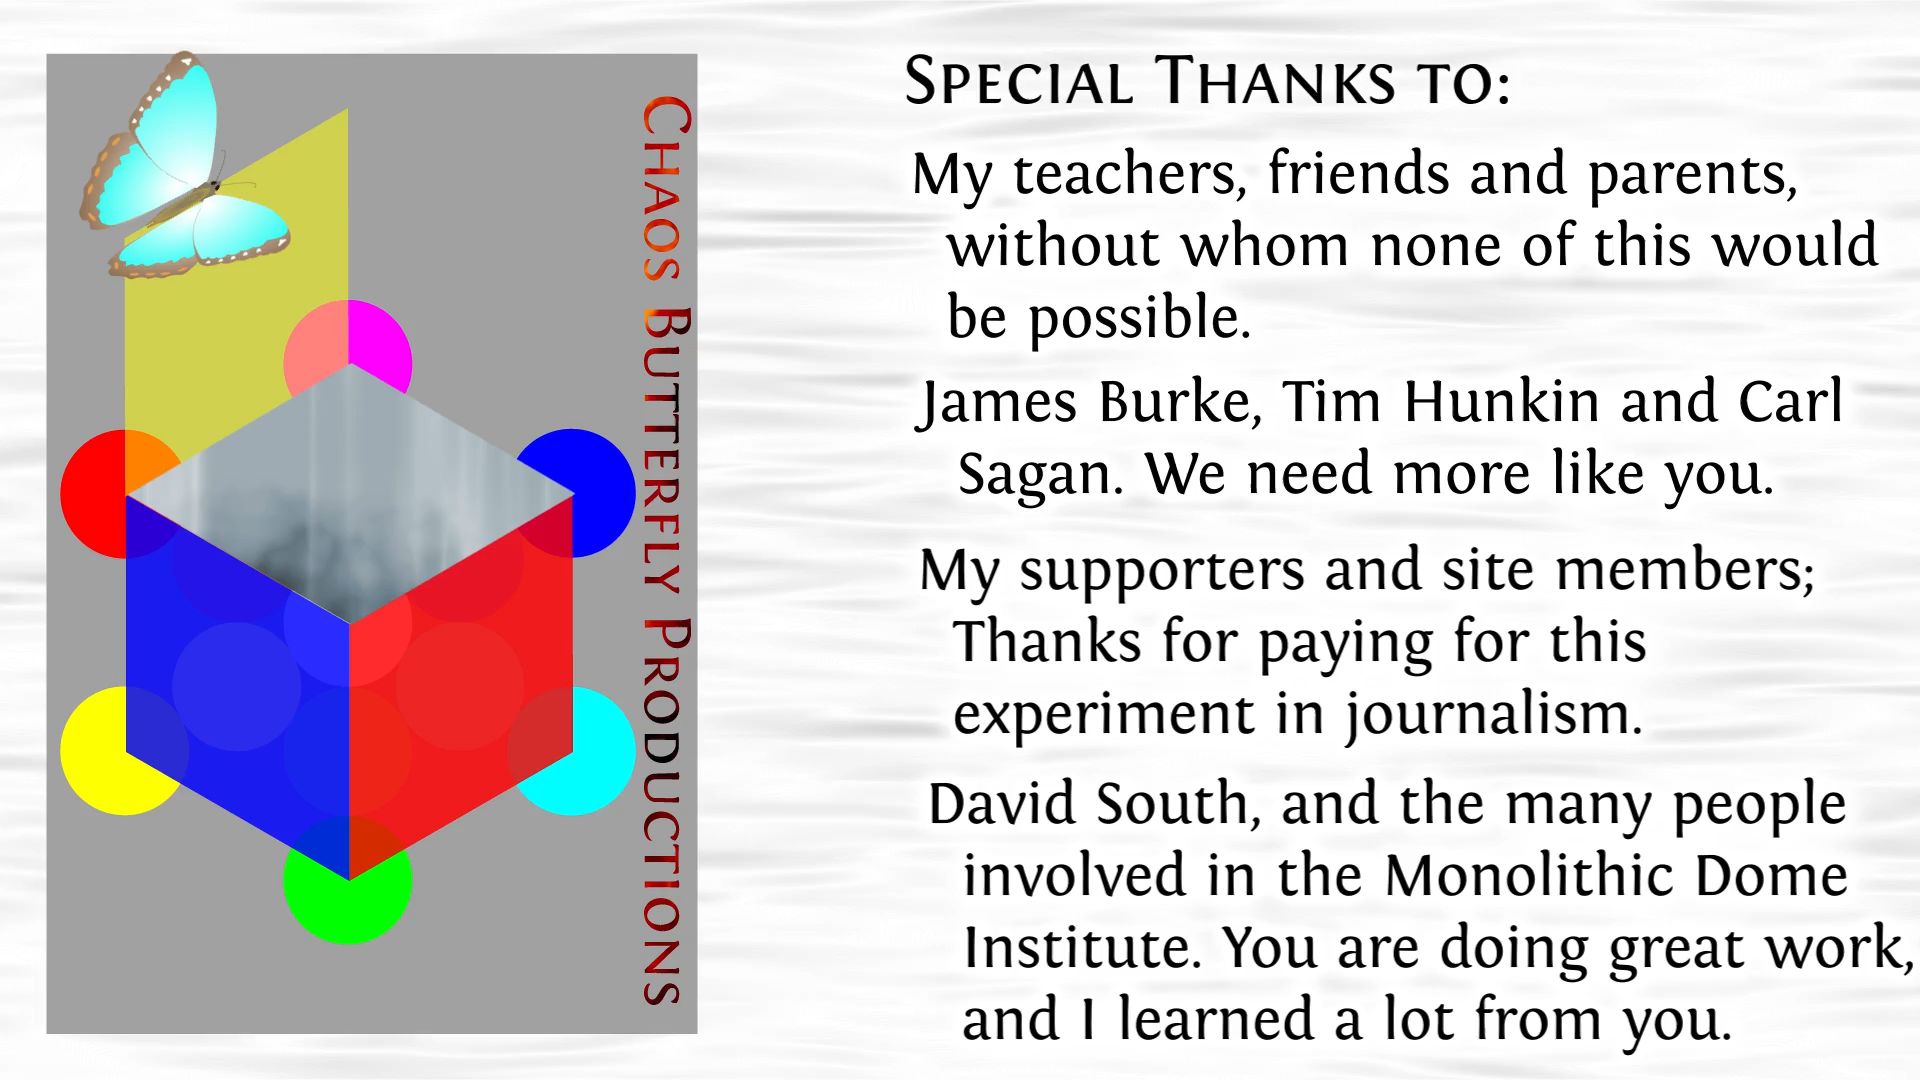 Chaos Butterfly Productions
Special Thanks to:
My teachers, friends and parents,
without whom none of this would
be possible.
James Burke, Tim Hunkin and Carl
Sagan. We need more like you.
My supporters and site members;
Thanks for paying for this
experiment in journalism.
David South, and the many people
involved in the Monolithic Dome
Institute. You are doing great work,
and I learned a lot from you.